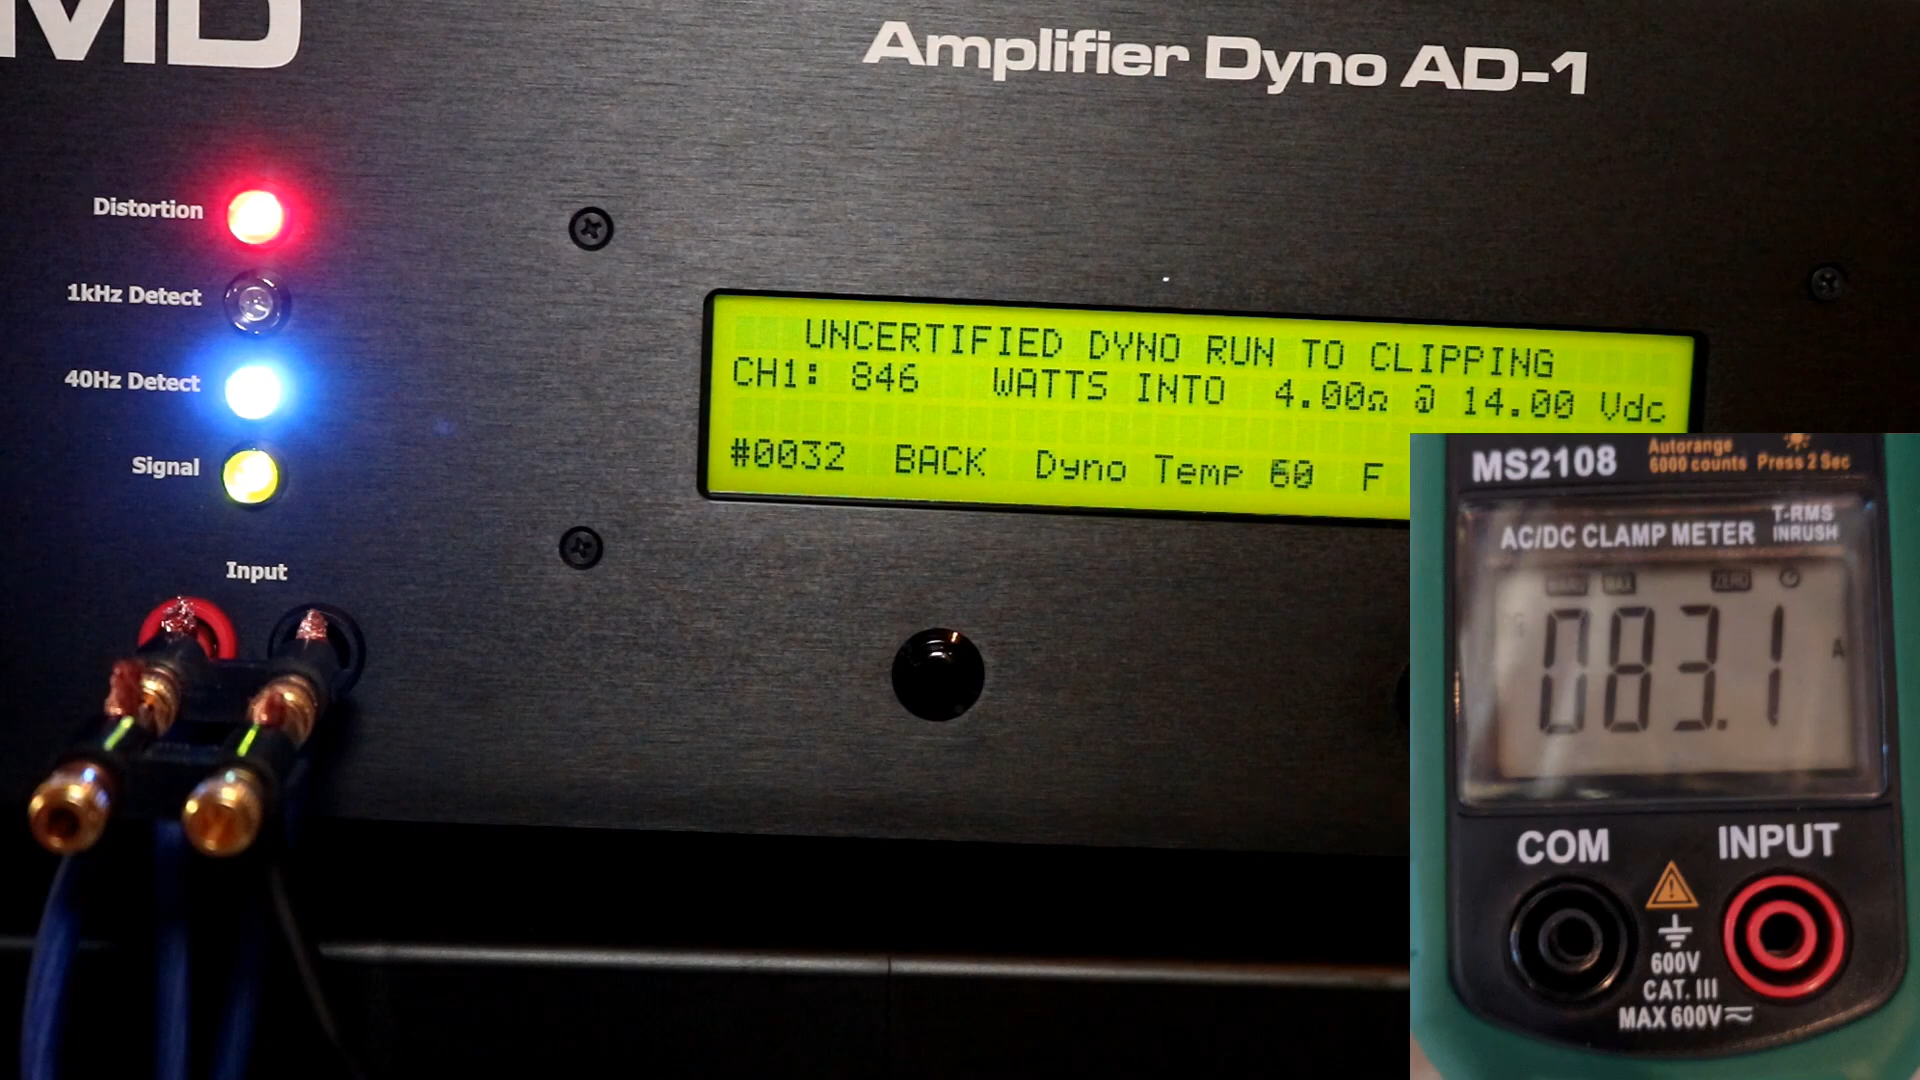 MD
Amplifier Dyno AD-1
Distortion
1kHz Detect
40Hz Detect
Signal
Input
UNCERTIFIED DYNO RUN TO CLIPPING
CH1: 846 WATTS INTO 4.00Ω @ 14.00 Vdc
#0032 BACK Dyno Temp 60 F
MS2108
Autorange
6000 counts
Press 2 Sec
AC/DC CLAMP METER
T-RMS
INRUSH
MAX
ZERO
083.1
A
COM
INPUT
600V
CAT. III
MAX 600V